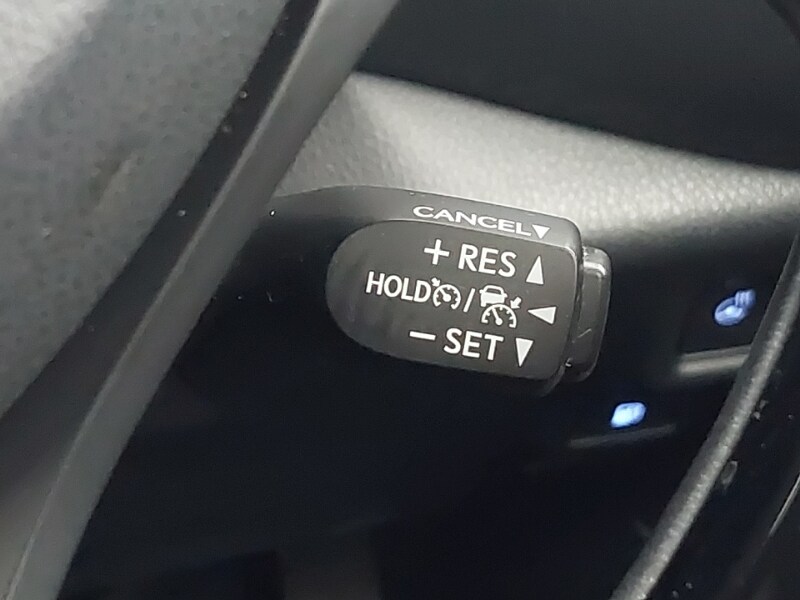 CANCEL▼
+ RES ▲
HOLD / ◄
− SET ▼